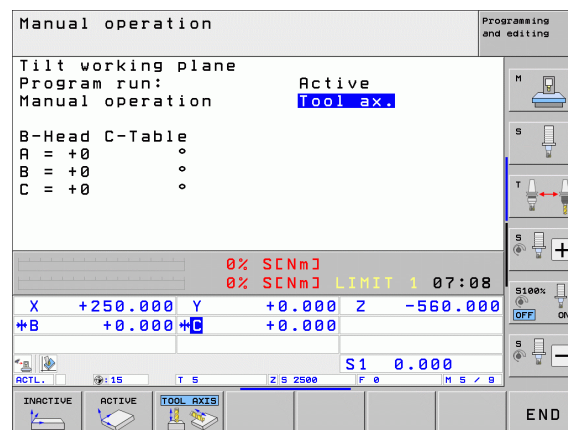 Manual operation
Programming
and editing
Tilt working plane
Program run: Active
Manual operation Tool ax.
B-Head C-Table
A = +0 °
B = +0 °
C = +0 °
0% S[Nm]
0% S[Nm] LIMIT 1 07:08
X +250.000 Y +0.000 Z -560.000
B +0.000 C +0.000
S1 0.000
ACTL. : 15 T 5 Z S 2500 F 0 M 5 / 9
INACTIVE ACTIVE TOOL AXIS END
M
S
T
S
+
S100%
OFF ON
S
-